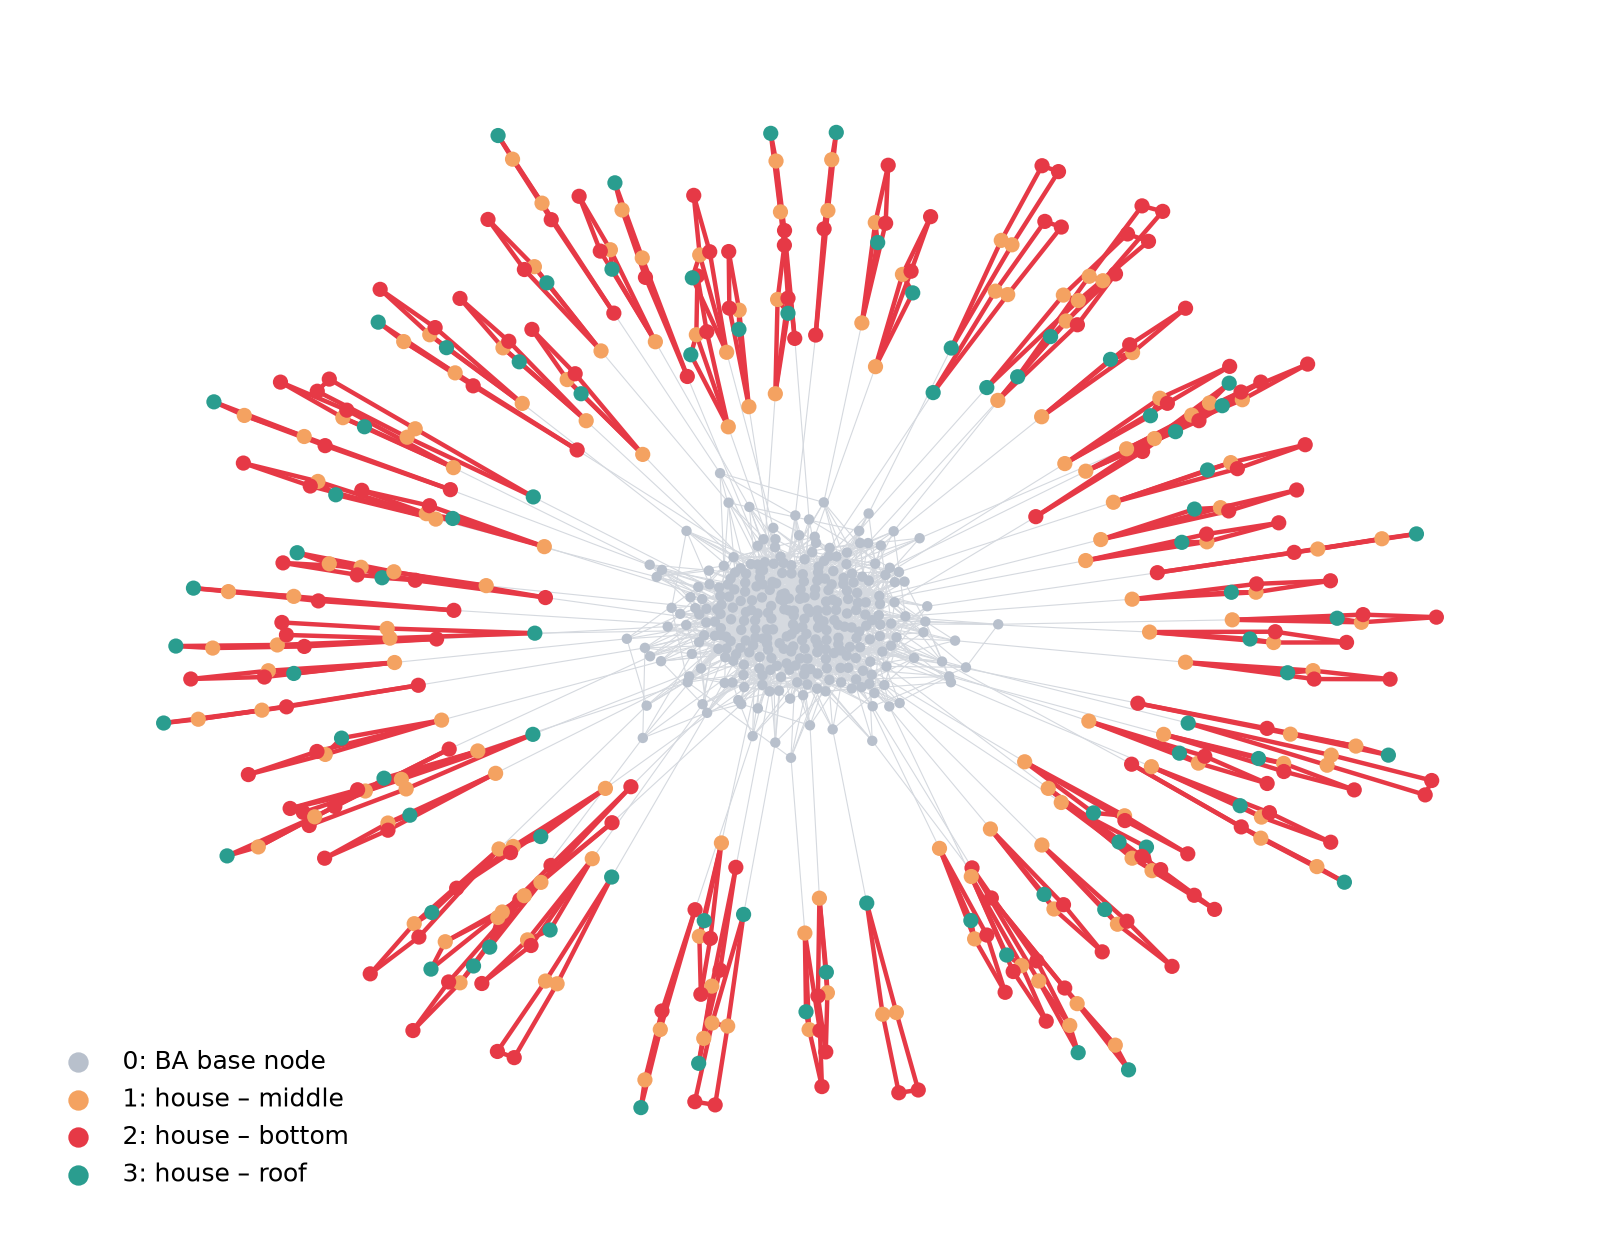 0: BA base node
1: house – middle
2: house – bottom
3: house – roof